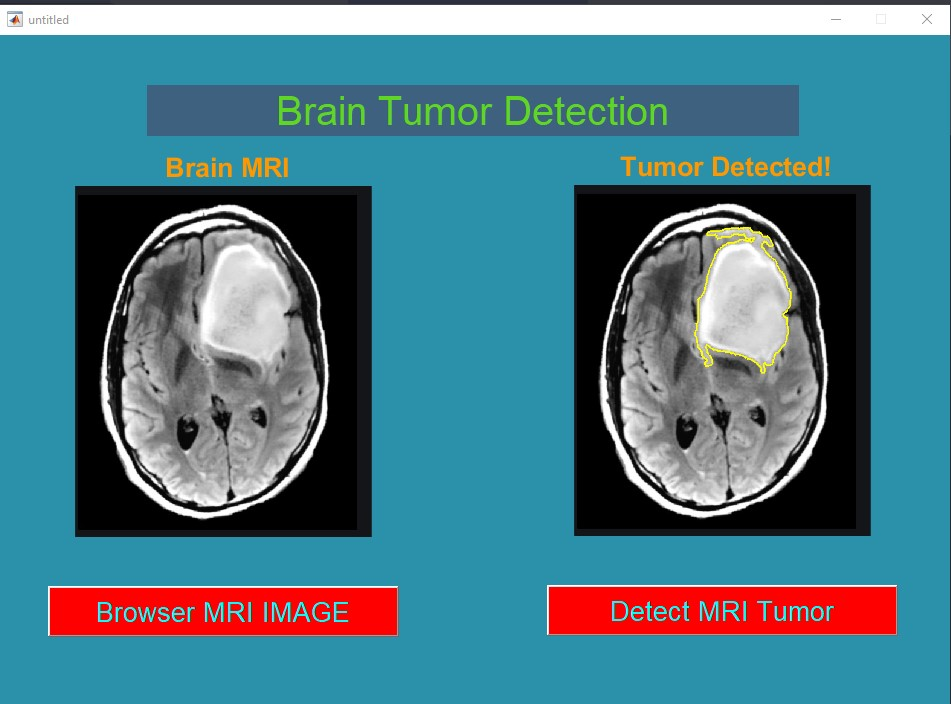 untitled
Brain Tumor Detection
Brain MRI
Tumor Detected!
Browser MRI IMAGE
Detect MRI Tumor